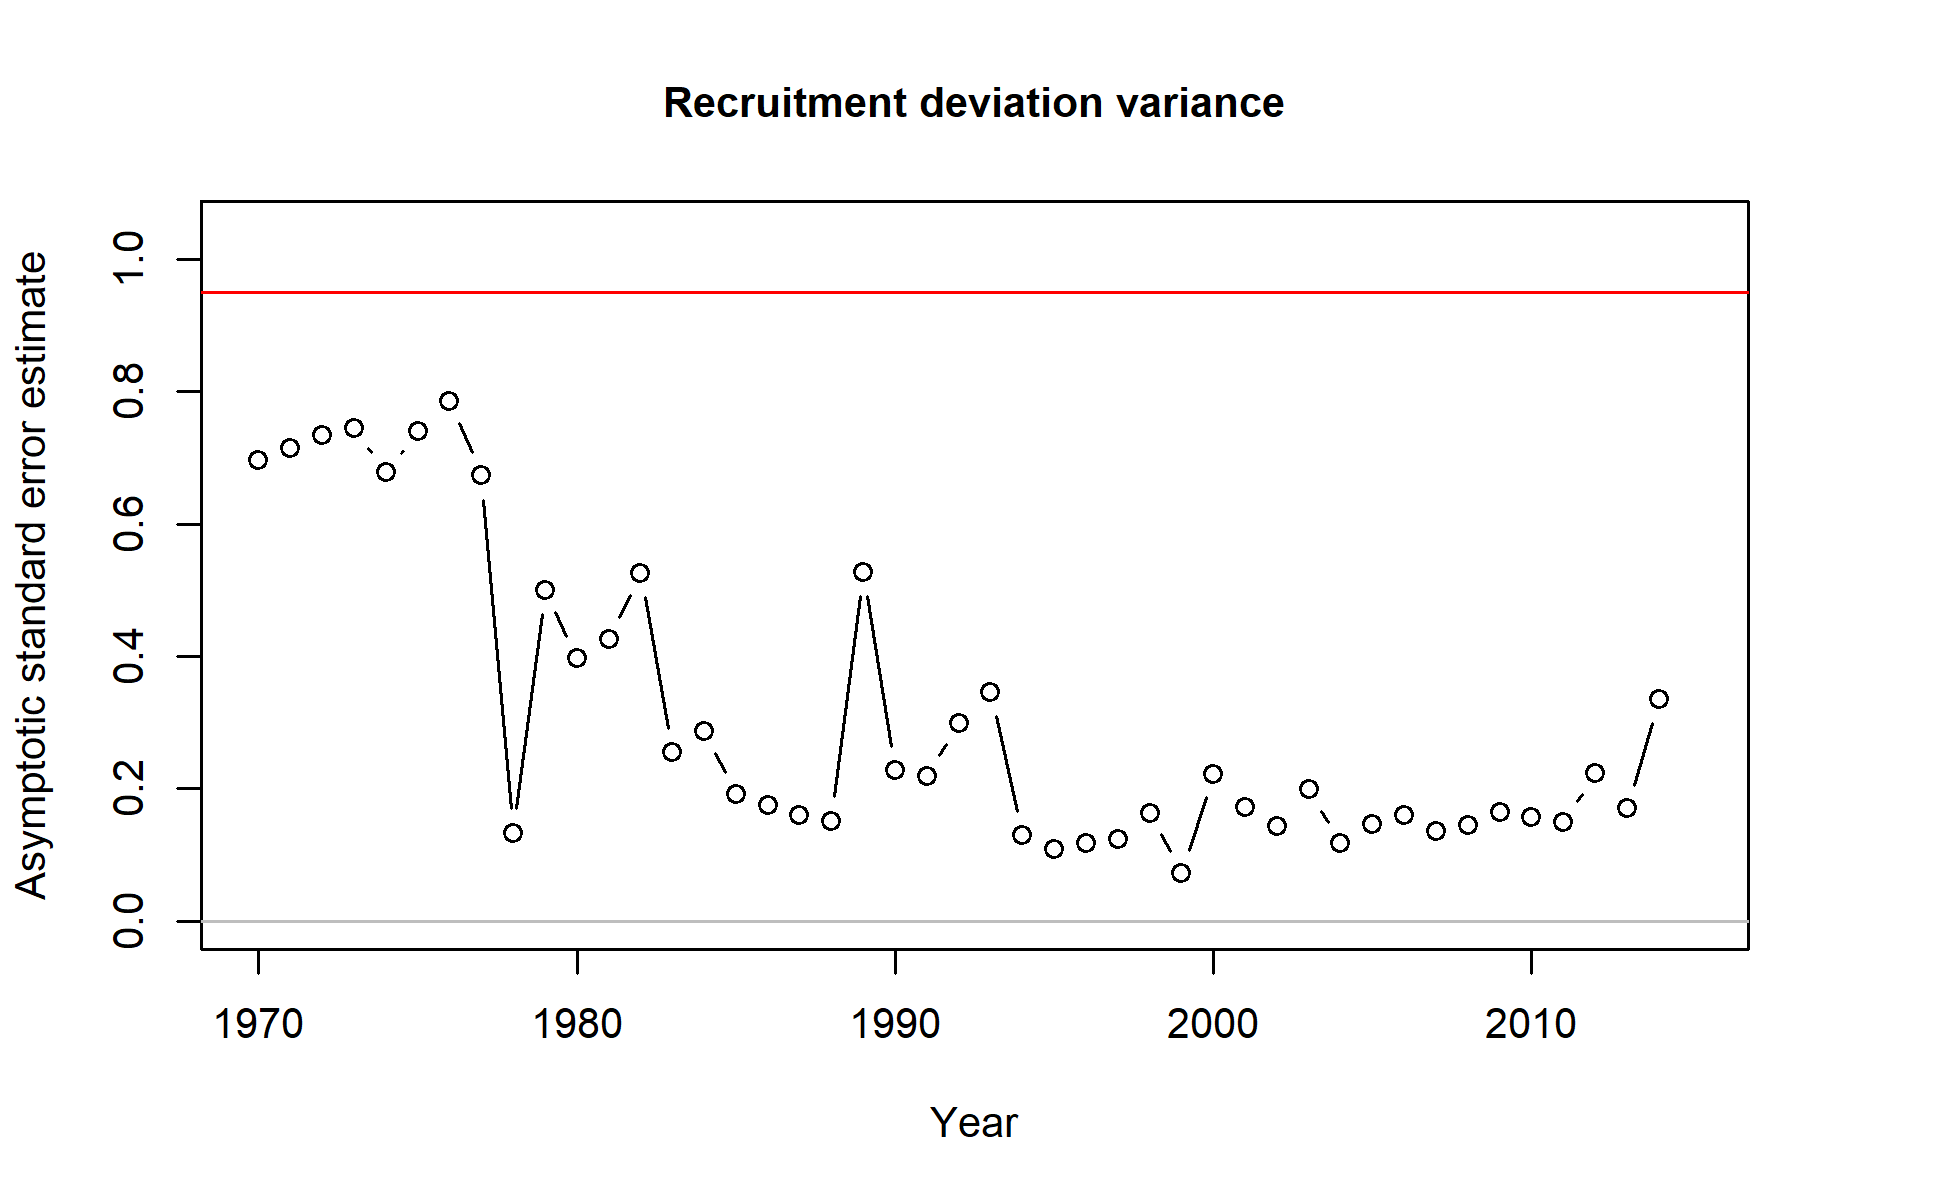 Recruitment deviation variance
Asymptotic standard error estimate
1.0
0.8
0.6
0.4
0.2
0.0
1970 1980 1990 2000 2010
Year